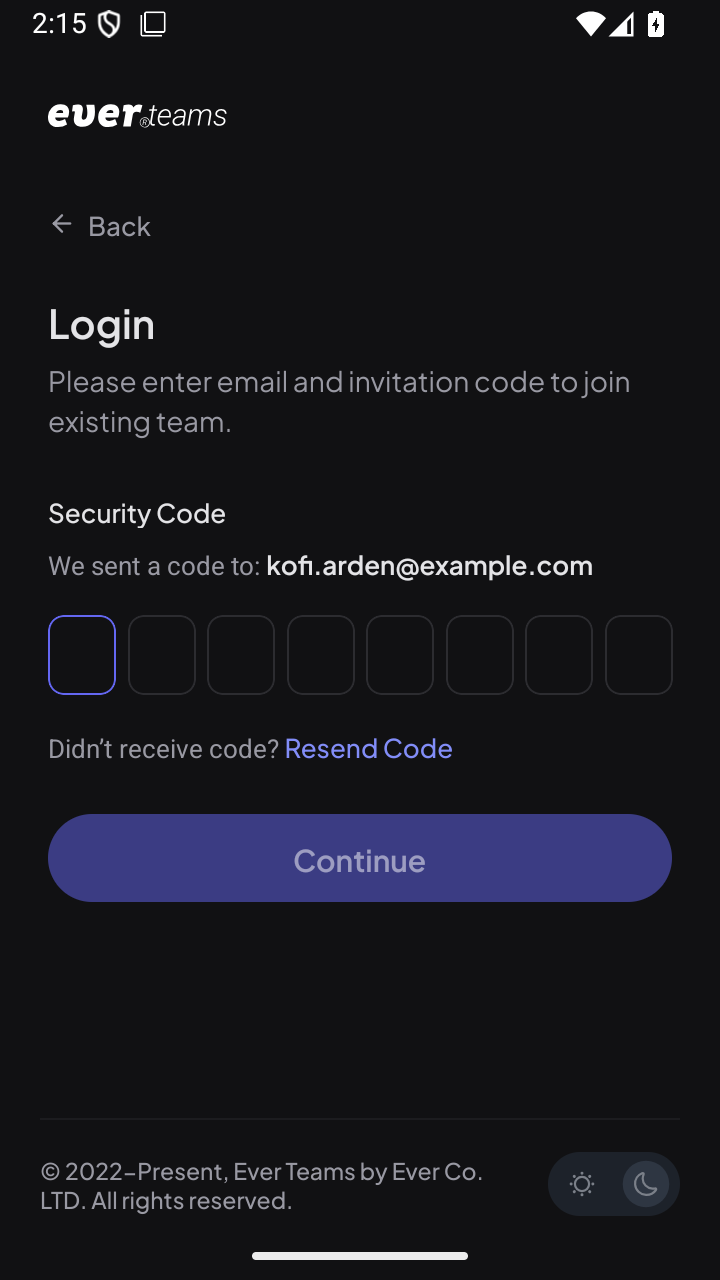 2:15
ever® teams
Back
Login
Please enter email and invitation code to join
existing team.
Security Code
We sent a code to: kofi.arden@example.com
Didn’t receive code? Resend Code
Continue
© 2022–Present, Ever Teams by Ever Co.
LTD. All rights reserved.